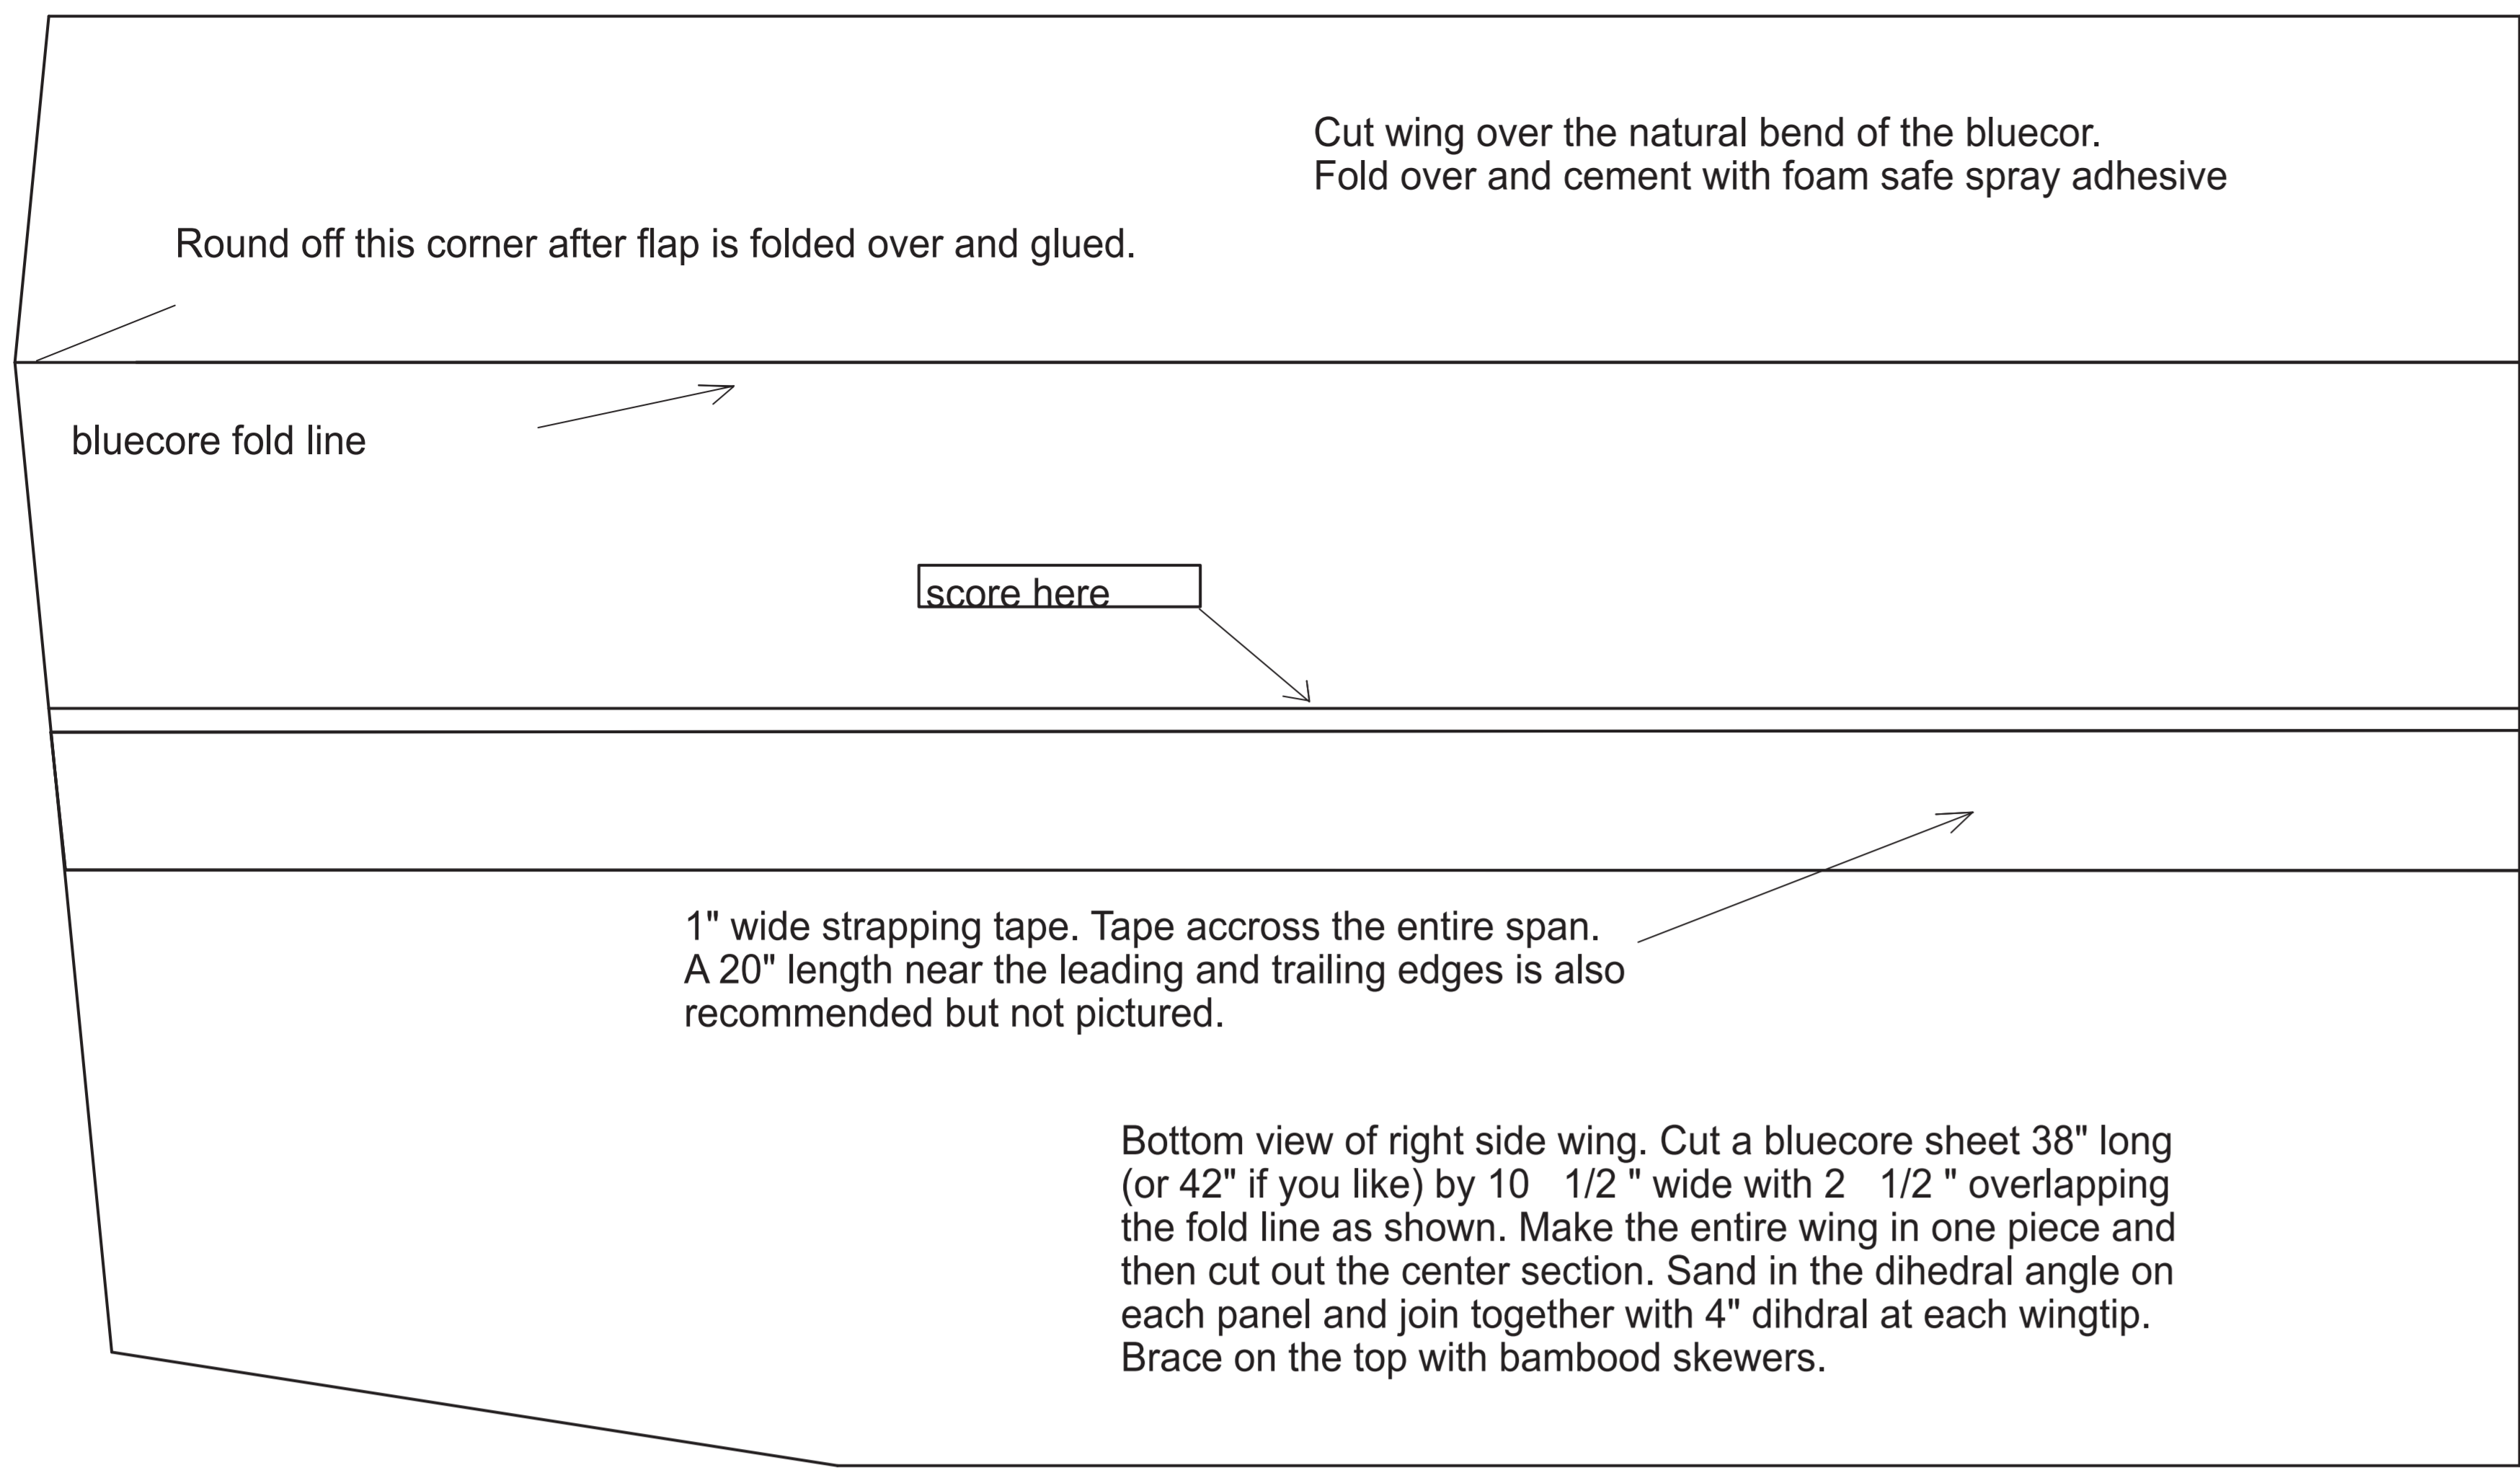 Cut wing over the natural bend of the bluecor.
Fold over and cement with foam safe spray adhesive
Round off this corner after flap is folded over and glued.
bluecore fold line
score here
1" wide strapping tape. Tape accross the entire span.
A 20" length near the leading and trailing edges is also
recommended but not pictured.
Bottom view of right side wing. Cut a bluecore sheet 38" long
(or 42" if you like) by 10 1/2 " wide with 2 1/2 " overlapping
the fold line as shown. Make the entire wing in one piece and
then cut out the center section. Sand in the dihedral angle on
each panel and join together with 4" dihdral at each wingtip.
Brace on the top with bambood skewers.